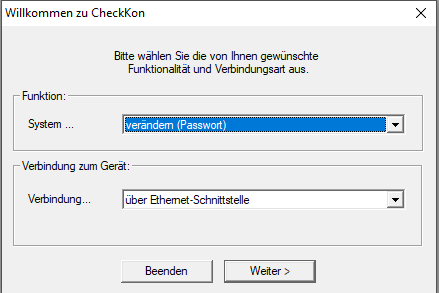 Willkommen zu CheckKon
Bitte wählen Sie die von Ihnen gewünschte
Funktionalität und Verbindungsart aus.
Funktion:
System ...
verändern (Passwort)
Verbindung zum Gerät:
Verbindung...
über Ethernet-Schnittstelle
Beenden
Weiter >